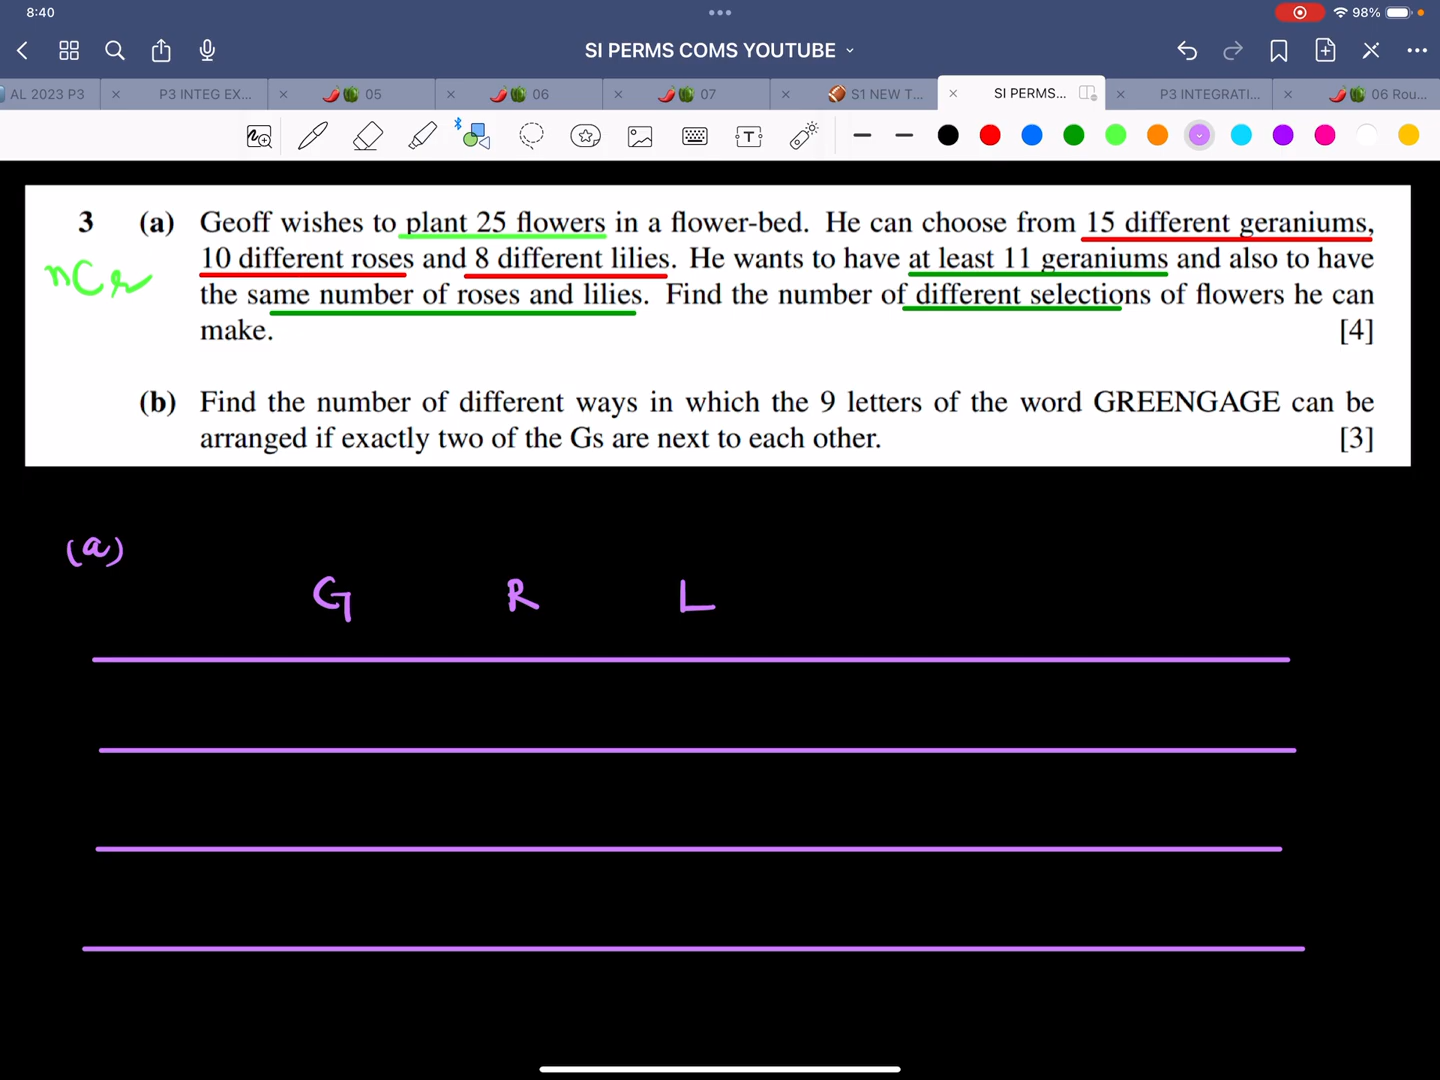 8:40
98%
SI PERMS COMS YOUTUBE
AL 2023 P3
P3 INTEG EX...
05
06
07
S1 NEW T...
SI PERMS...
P3 INTEGRATI...
06 Rou...
3 (a) Geoff wishes to plant 25 flowers in a flower-bed. He can choose from 15 different geraniums,
10 different roses and 8 different lilies. He wants to have at least 11 geraniums and also to have
nCr
the same number of roses and lilies. Find the number of different selections of flowers he can
make. [4]
(b) Find the number of different ways in which the 9 letters of the word GREENGAGE can be
arranged if exactly two of the Gs are next to each other. [3]
(a)
G R L